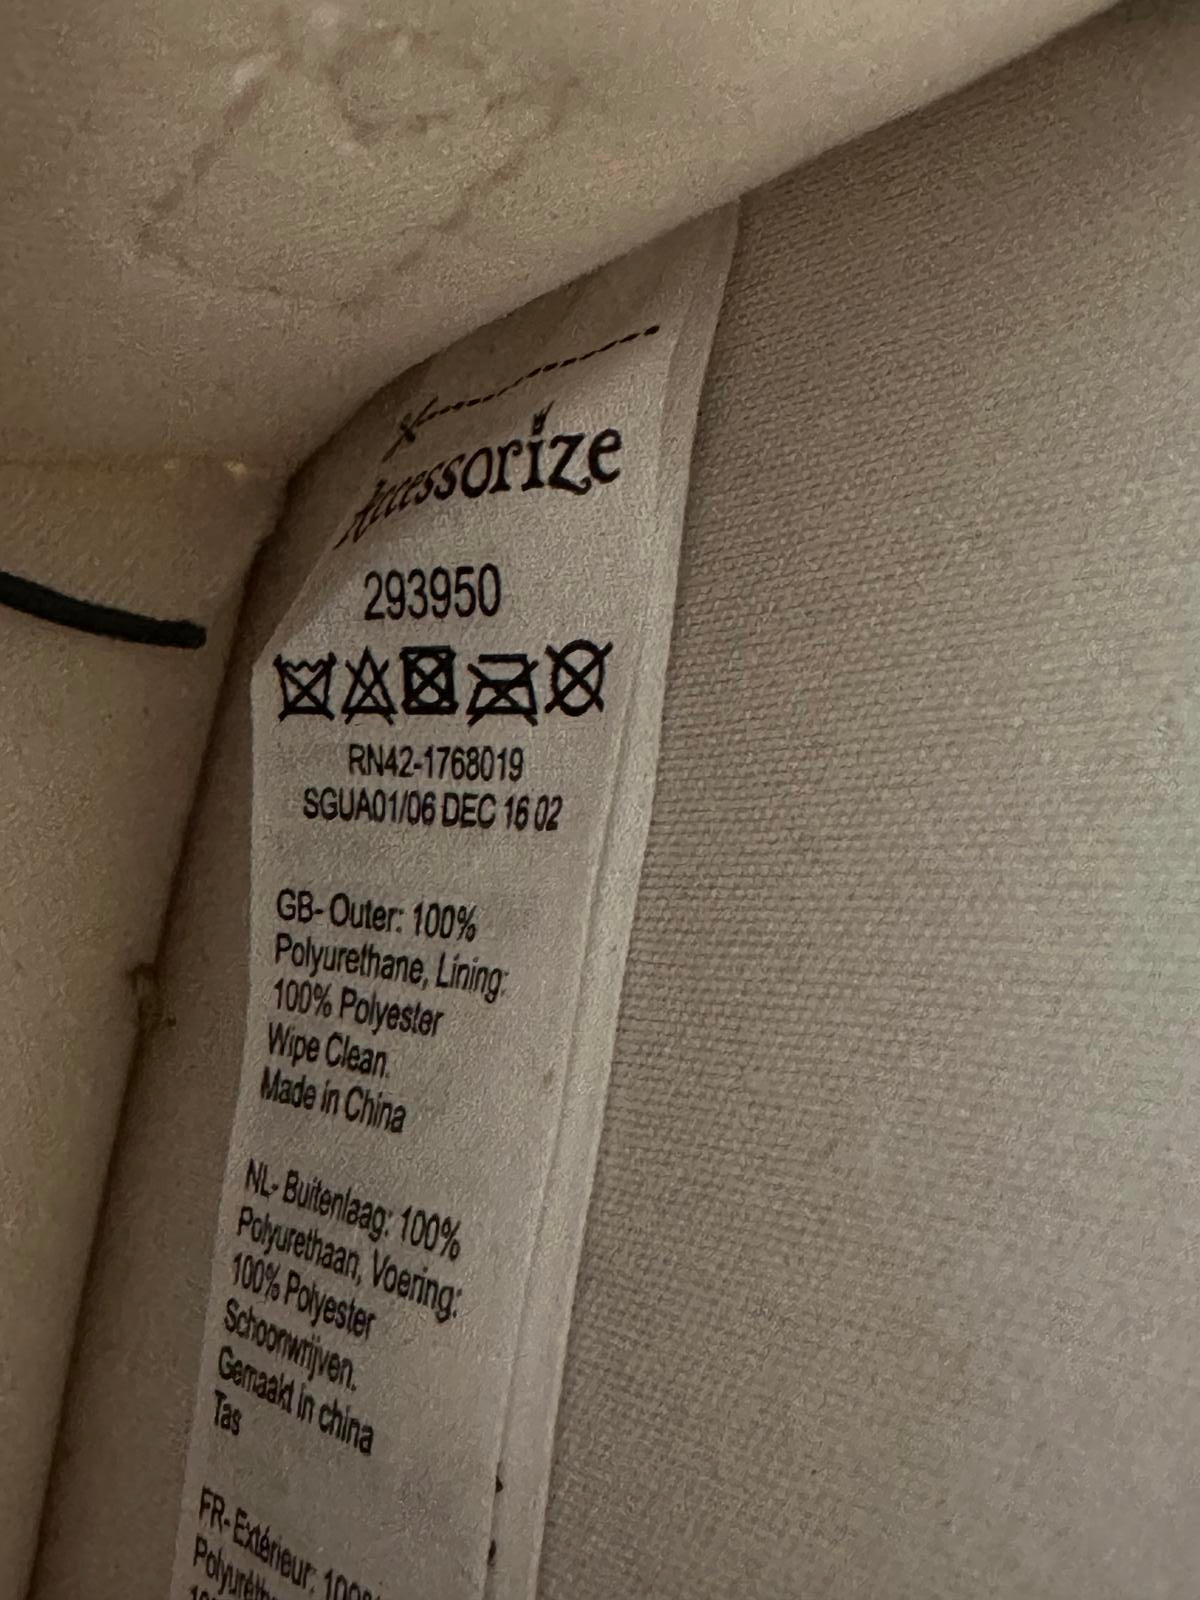 Accessorize
293950
RN42-1768019
SGUA01/06 DEC 16 02
GB- Outer: 100%
Polyurethane, Lining:
100% Polyester
Wipe Clean.
Made in China
NL- Buitenlaag: 100%
Polyurethaan, Voering:
100% Polyester
Schoonwrijven.
Gemaakt in china
Tas
FR- Extérieur: 100%